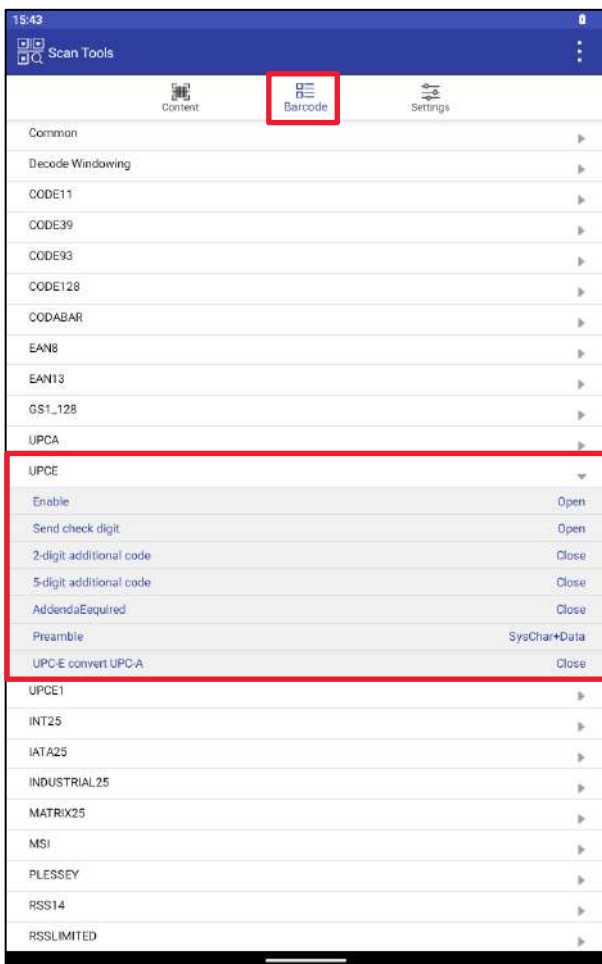 15:43
Scan Tools
Content Barcode Settings
Common
Decode Windowing
CODE11
CODE39
CODE93
CODE128
CODABAR
EAN8
EAN13
GS1_128
UPCA
UPCE
Enable Open
Send check digit Open
2-digit additional code Close
5-digit additional code Close
AddendaEequired Close
Preamble SysChar+Data
UPC-E convert UPC-A Close
UPCE1
INT25
IATA25
INDUSTRIAL25
MATRIX25
MSI
PLESSEY
RSS14
RSSLIMITED